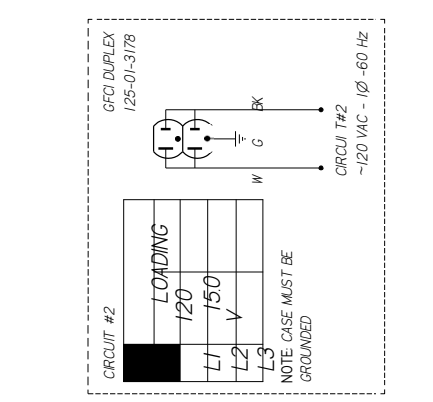 GFCI DUPLEX
125-01-3178
BK
G
W
CIRCUI T#2
~120 VAC - 1Ø -60 Hz
CIRCUIT #2
LOADING
120
15.0
V
L1
L2
L3
NOTE: CASE MUST BE
GROUNDED